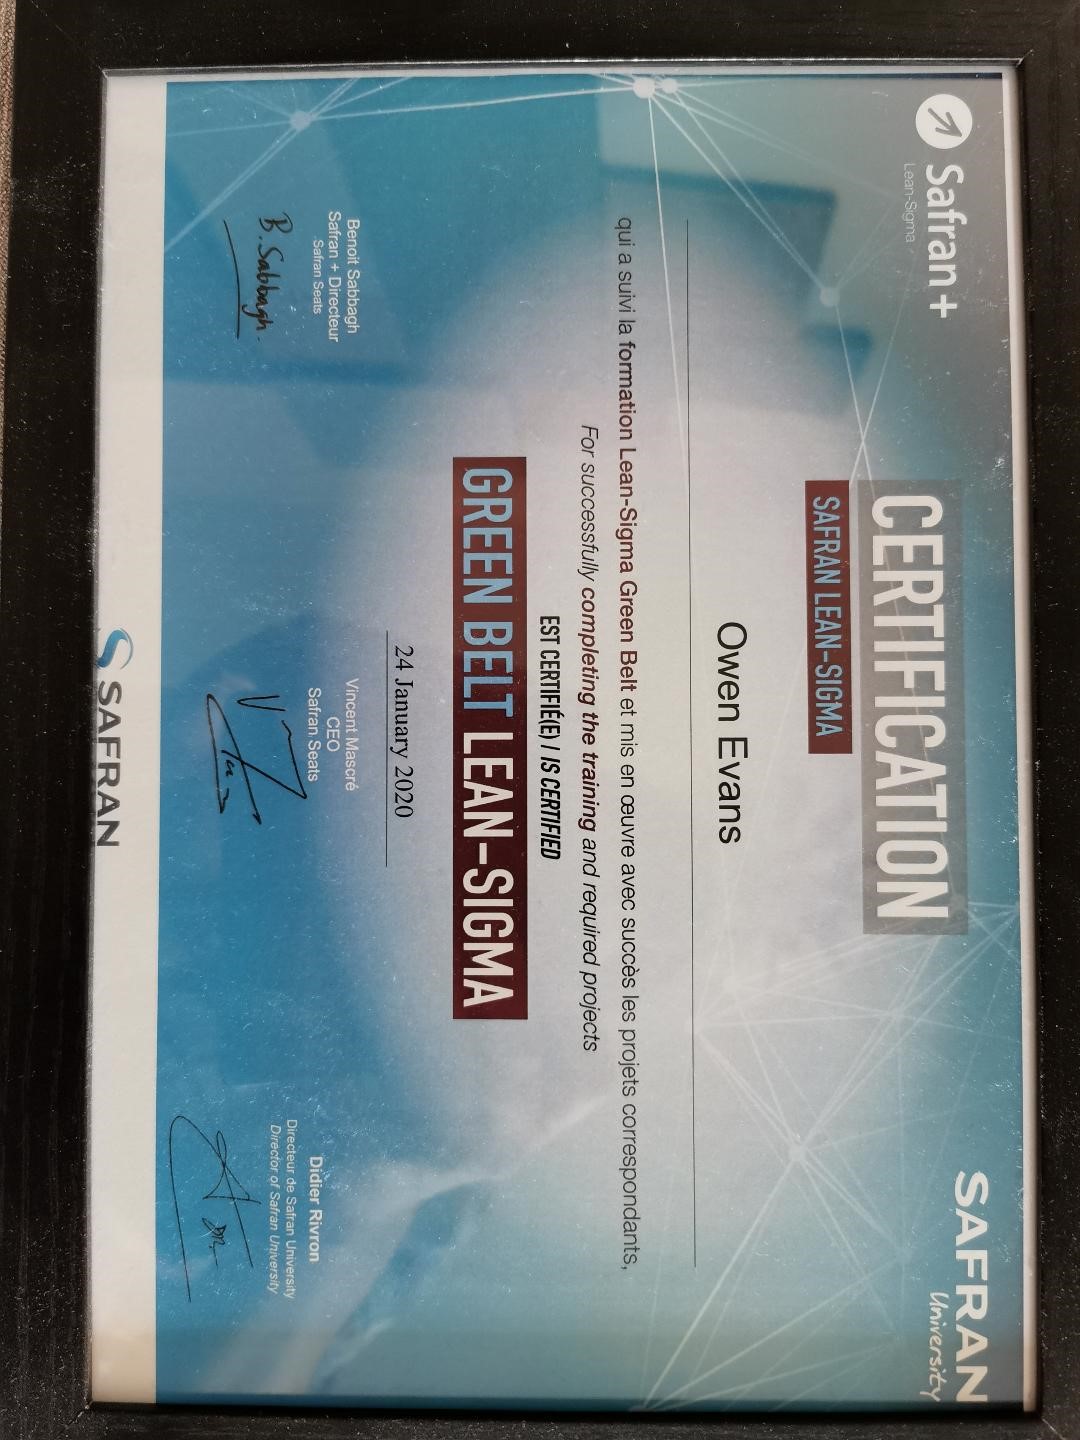 Safran+
Lean-Sigma
SAFRAN
University
CERTIFICATION
SAFRAN LEAN-SIGMA
Owen Evans
qui a suivi la formation Lean-Sigma Green Belt et mis en œuvre avec succès les projets correspondants,
For successfully completing the training and required projects
EST CERTIFIÉ(E) / IS CERTIFIED
GREEN BELT LEAN-SIGMA
24 January 2020
Benoit Sabbagh
Safran + Directeur
Safran Seats
B.Sabbagh.
Vincent Mascré
CEO
Safran Seats
Didier Rivron
Directeur de Safran University
Director of Safran University
SAFRAN